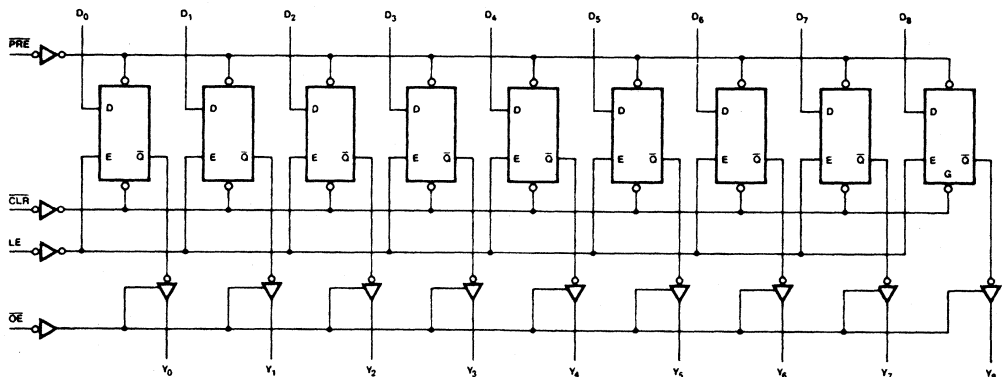 D0 D1 D2 D3 D4 D5 D6 D7 D8
PRE
D D D D D D D D D
E Q E Q E Q E Q E Q E Q E Q E Q E Q
G
CLR
LE
OE
Y0 Y1 Y2 Y3 Y4 Y5 Y6 Y7 Y8